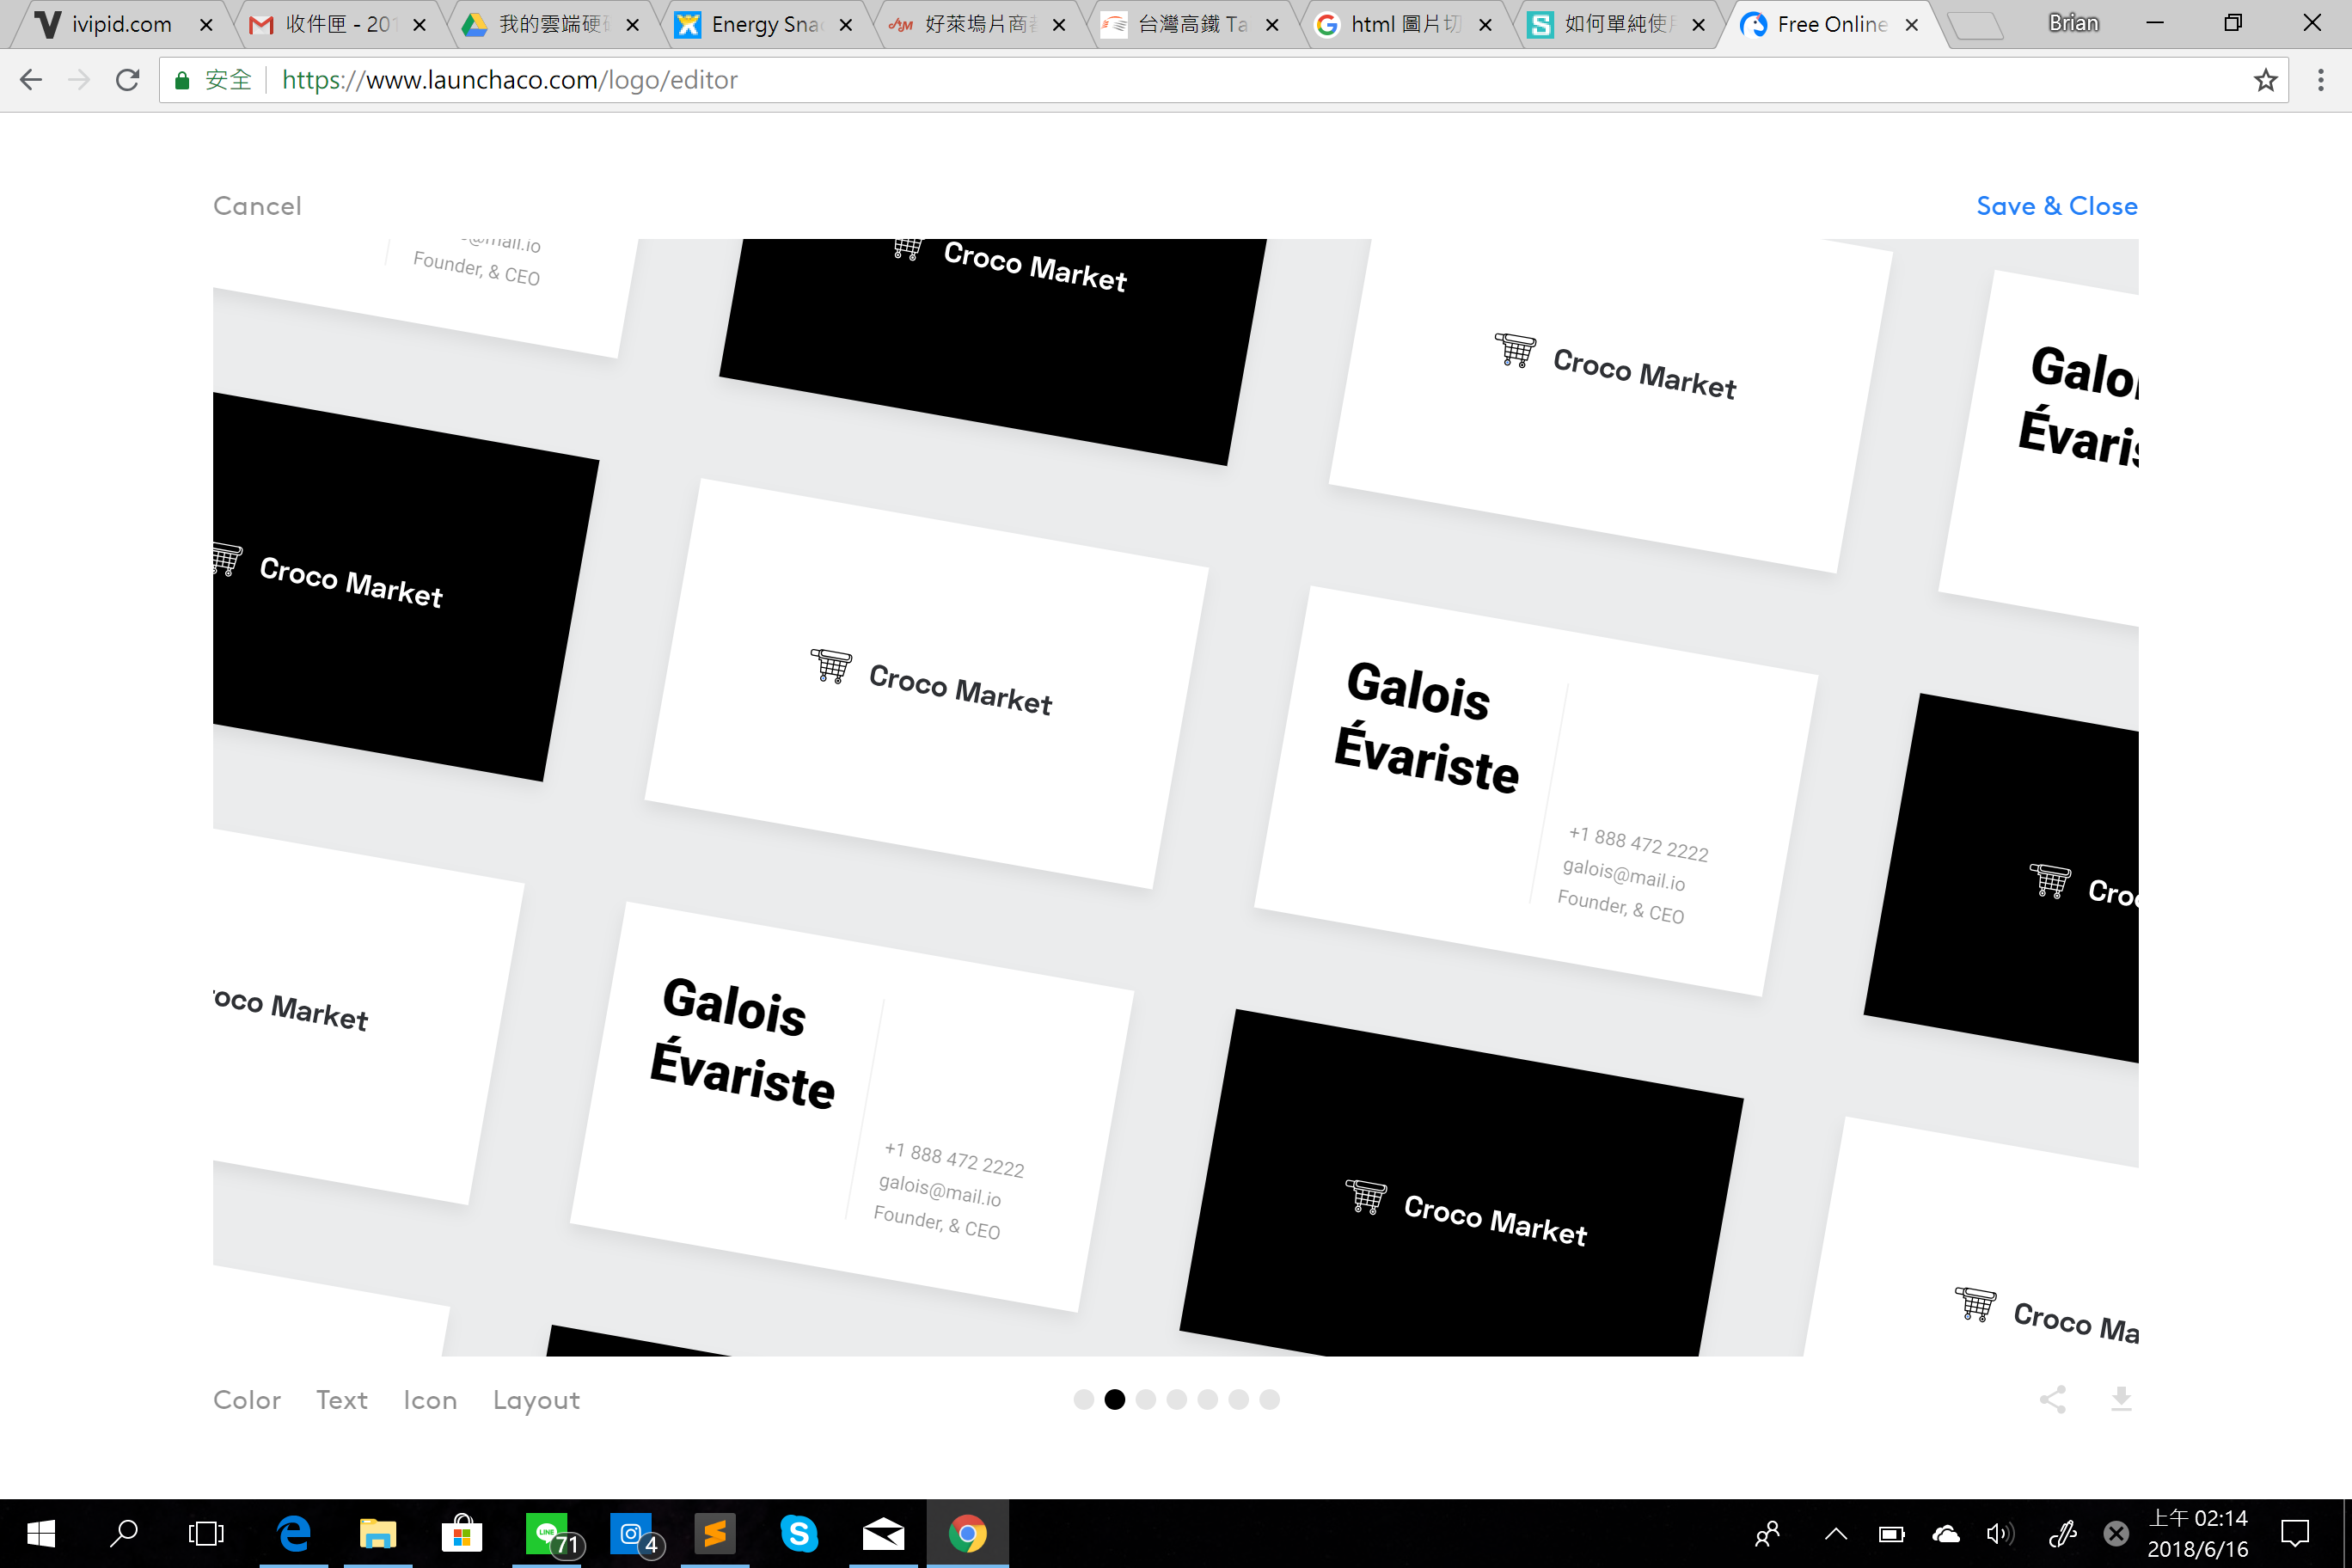 ivipid.com
收件匣 - 201
我的雲端硬
Energy Sna
好萊塢片商
台灣高鐵 Ta
html 圖片切
如何單純使用
Free Online
Brian
安全
https://www.launchaco.com/logo/editor
Cancel
Save & Close
@mail.io
Founder, & CEO
Croco Market
Croco Market
Galoi
Évaris
Croco Market
Croco Market
Galois
Évariste
+1 888 472 2222
galois@mail.io
Founder, & CEO
Croc
roco Market
Galois
Évariste
+1 888 472 2222
galois@mail.io
Founder, & CEO
Croco Market
Croco Ma
Color
Text
Icon
Layout
LINE
71
4
上午 02:14
2018/6/16